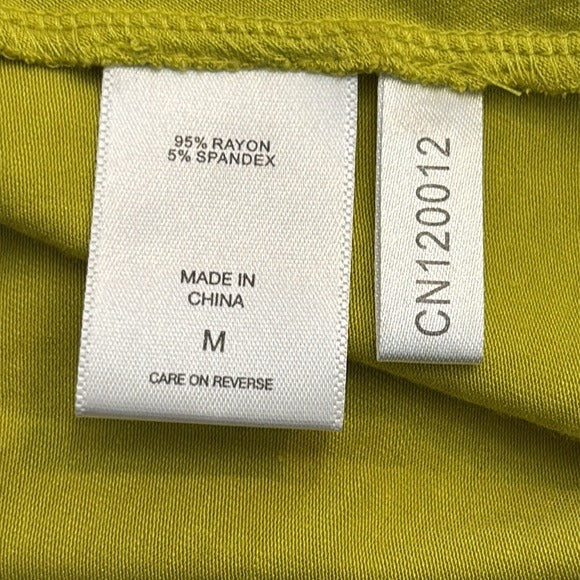 95% RAYON
5% SPANDEX
MADE IN
CHINA
M
CARE ON REVERSE
CN120012